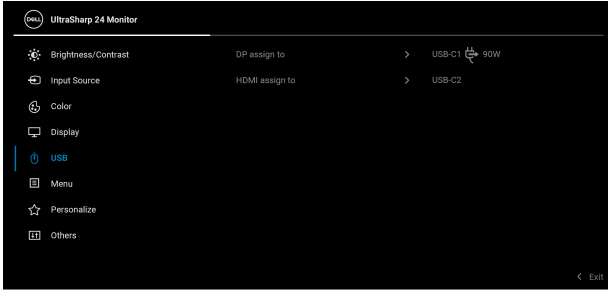 DELL UltraSharp 24 Monitor
Brightness/Contrast DP assign to > USB-C1 90W
Input Source HDMI assign to > USB-C2
Color
Display
USB
Menu
Personalize
Others
< Exit